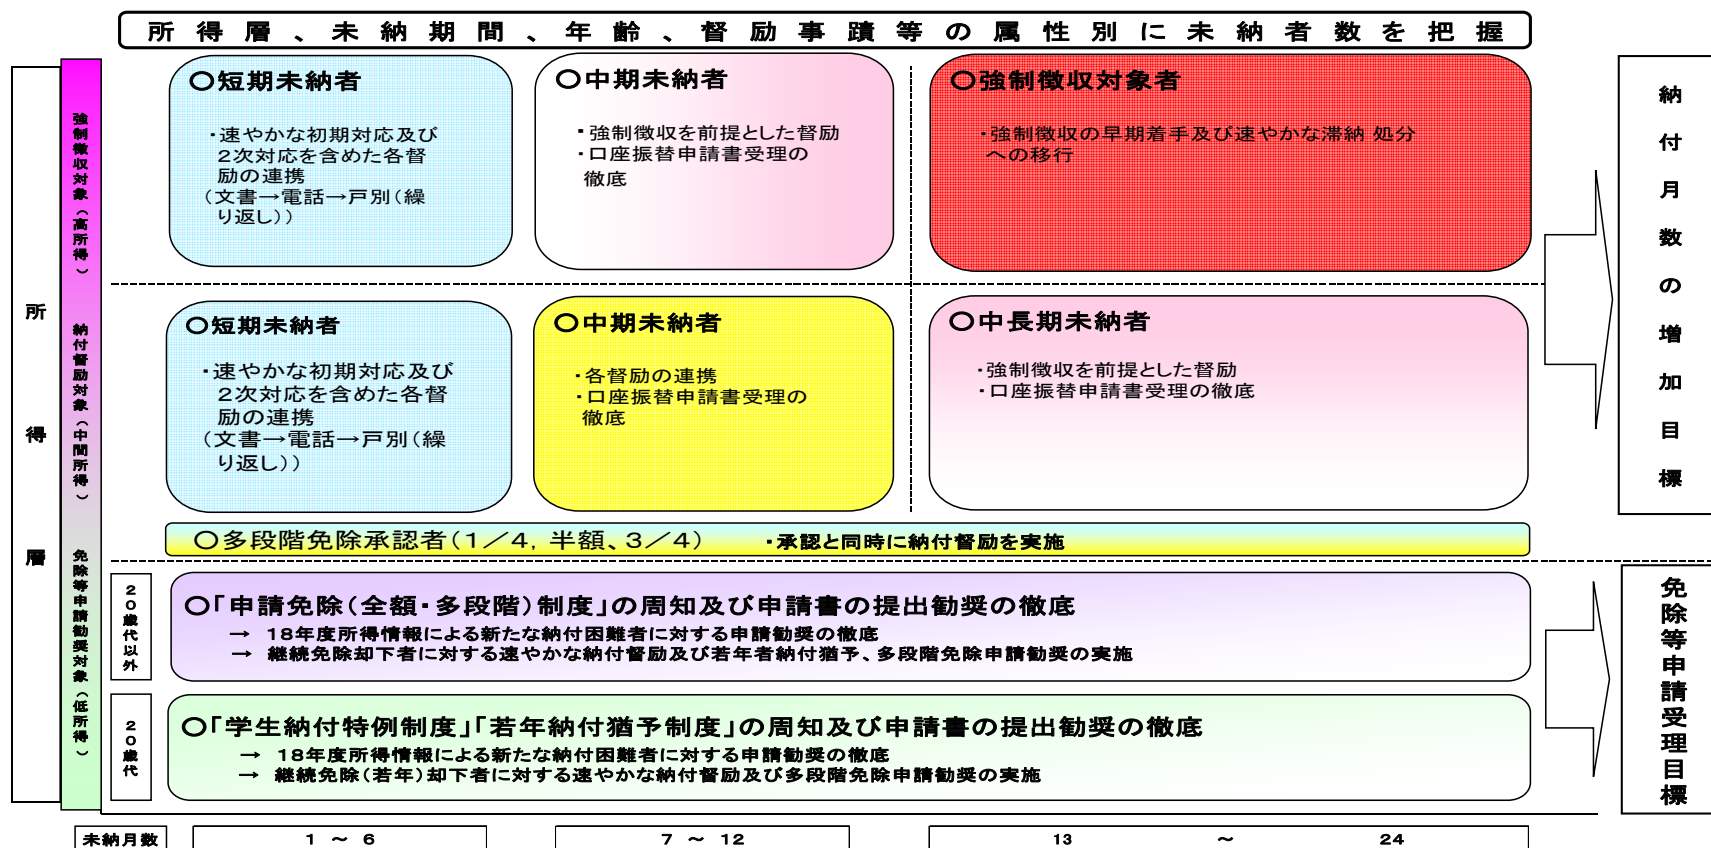 所得層、未納期間、年齢、督励事蹟等の属性別に未納者数を把握
所得層
強制徴収対象(高所得)
納付督励対象(中間所得)
免除等申請勧奨対象(低所得)
○短期未納者
・速やかな初期対応及び
2次対応を含めた各督
励の連携
(文書→電話→戸別(繰
り返し))
○中期未納者
・強制徴収を前提とした督励
・口座振替申請書受理の
徹底
○強制徴収対象者
・強制徴収の早期着手及び速やかな滞納 処分
への移行
○短期未納者
・速やかな初期対応及び
2次対応を含めた各督
励の連携
(文書→電話→戸別(繰
り返し))
○中期未納者
・各督励の連携
・口座振替申請書受理の
徹底
○中長期未納者
・強制徴収を前提とした督励
・口座振替申請書受理の徹底
○多段階免除承認者(1/4, 半額、3/4) ・承認と同時に納付督励を実施
20歳代以外
○「申請免除(全額・多段階)制度」の周知及び申請書の提出勧奨の徹底
→ 18年度所得情報による新たな納付困難者に対する申請勧奨の徹底
→ 継続免除却下者に対する速やかな納付督励及び若年者納付猶予、多段階免除申請勧奨の実施
20歳代
○「学生納付特例制度」「若年納付猶予制度」の周知及び申請書の提出勧奨の徹底
→ 18年度所得情報による新たな納付困難者に対する申請勧奨の徹底
→ 継続免除(若年)却下者に対する速やかな納付督励及び多段階免除申請勧奨の実施
納付月数の増加目標
免除等申請受理目標
未納月数
1 ~ 6
7 ~ 12
13 ~ 24